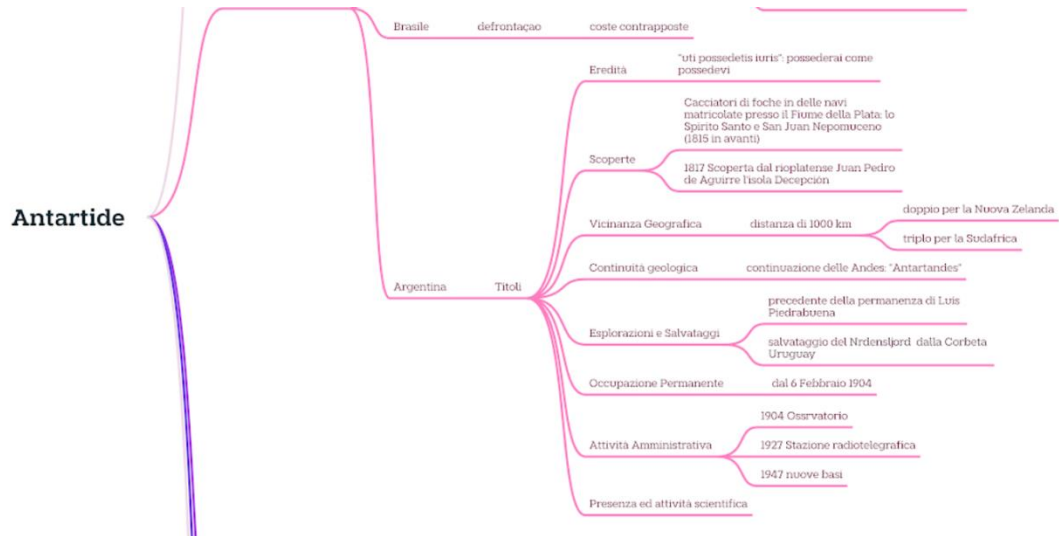 Brasile
defrontaçao
coste contrapposte
Antartide
Argentina
Titoli
Eredità
"uti possedetis iuris": possederai come
possedevi
Scoperte
Cacciatori di foche in delle navi
matricolate presso il Fiume della Plata: lo
Spirito Santo e San Juan Nepomuceno
(1815 in avanti)
1817 Scoperta dal rioplatense Juan Pedro
de Aguirre l'isola Decepción
Vicinanza Geografica
distanza di 1000 km
doppio per la Nuova Zelanda
triplo per la Sudafrica
Continuità geologica
continuazione delle Andes: "Antartandes"
Esplorazioni e Salvataggi
precedente della permanenza di Luis
Piedrabuena
salvataggio del Nrdensljord dalla Corbeta
Uruguay
Occupazione Permanente
dal 6 Febbraio 1904
Attività Amministrativa
1904 Ossrvatorio
1927 Stazione radiotelegrafica
1947 nuove basi
Presenza ed attività scientifica